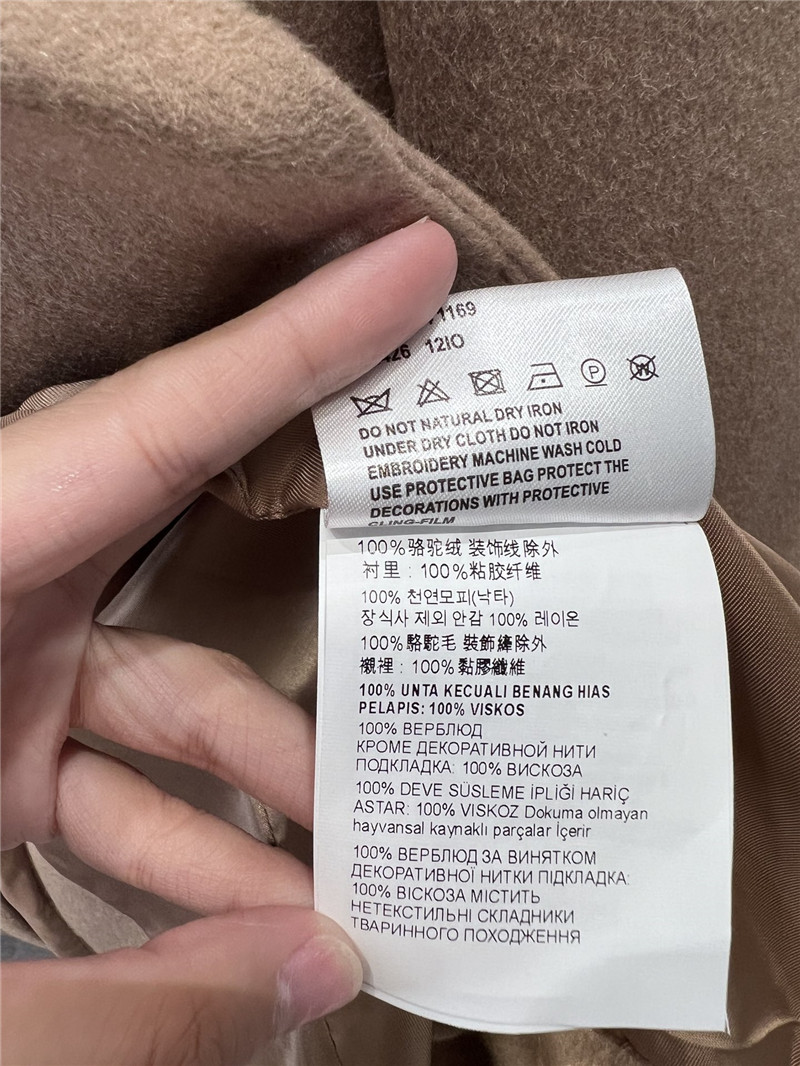 71169
426 12IO
P
W
DO NOT NATURAL DRY IRON
UNDER DRY CLOTH DO NOT IRON
EMBROIDERY MACHINE WASH COLD
USE PROTECTIVE BAG PROTECT THE
DECORATIONS WITH PROTECTIVE
CLING-FILM
100%骆驼绒 装饰线除外
衬里：100%粘胶纤维
100% 천연모피(낙타)
장식사 제외 안감 100% 레이온
100%駱駝毛 裝飾縫除外
襯裡：100%黏膠纖維
100% UNTA KECUALI BENANG HIAS
PELAPIS: 100% VISKOS
100% ВЕРБЛЮД
КРОМЕ ДЕКОРАТИВНОЙ НИТИ
ПОДКЛАДКА: 100% ВИСКОЗА
100% DEVE SÜSLEME İPLİĞİ HARİÇ
ASTAR: 100% VISKOZ Dokuma olmayan
hayvansal kaynaklı parçalar İçerir
100% ВЕРБЛЮД ЗА ВИНЯТКОМ
ДЕКОРАТИВНОЇ НИТКИ ПІДКЛАДКА:
100% ВІСКОЗА МІСТИТЬ
НЕТЕКСТИЛЬНІ СКЛАДНИКИ
ТВАРИННОГО ПОХОДЖЕННЯ